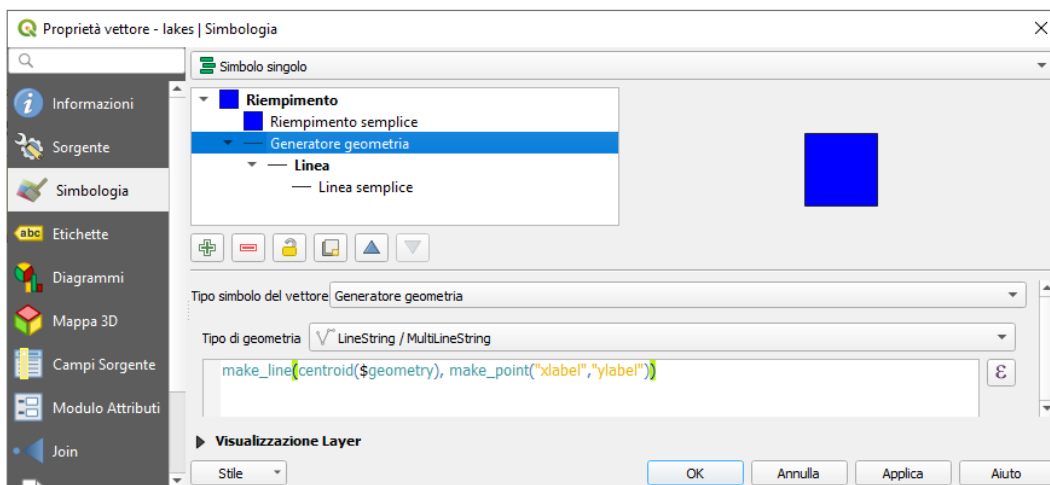 Proprietà vettore - lakes | Simbologia
Simbolo singolo
Informazioni
Sorgente
Simbologia
abc Etichette
Diagrammi
Mappa 3D
Campi Sorgente
Modulo Attributi
Join
Riempimento
Riempimento semplice
Generatore geometria
Linea
Linea semplice
Tipo simbolo del vettore Generatore geometria
Tipo di geometria LineString / MultiLineString
make_line(centroid($geometry), make_point("xlabel","ylabel"))
ε
Visualizzazione Layer
Stile
OK
Annulla
Applica
Aiuto